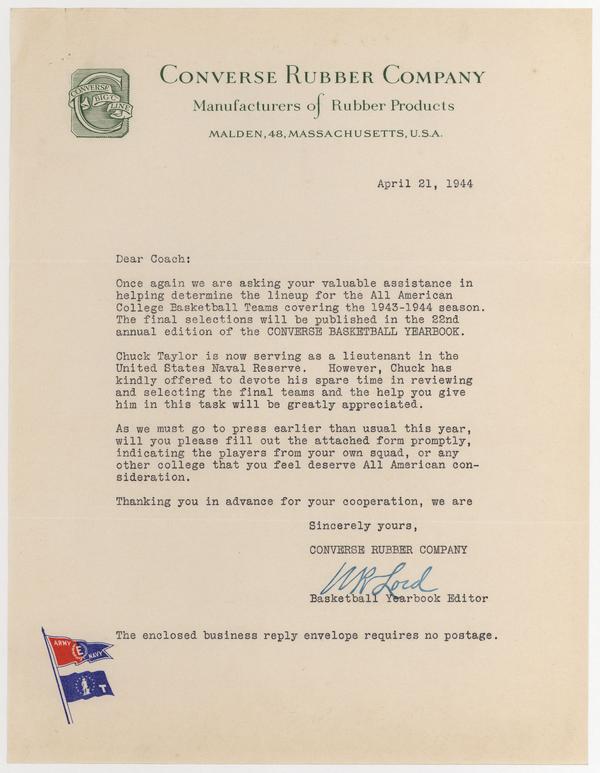 CONVERSE
"BIG C"
LINE
CONVERSE RUBBER COMPANY
Manufacturers of Rubber Products
MALDEN, 48, MASSACHUSETTS, U.S.A.
April 21, 1944
Dear Coach:
Once again we are asking your valuable assistance in
helping determine the lineup for the All American
College Basketball Teams covering the 1943-1944 season.
The final selections will be published in the 22nd
annual edition of the CONVERSE BASKETBALL YEARBOOK.
Chuck Taylor is now serving as a lieutenant in the
United States Naval Reserve. However, Chuck has
kindly offered to devote his spare time in reviewing
and selecting the final teams and the help you give
him in this task will be greatly appreciated.
As we must go to press earlier than usual this year,
will you please fill out the attached form promptly,
indicating the players from your own squad, or any
other college that you feel deserve All American con-
sideration.
Thanking you in advance for your cooperation, we are
Sincerely yours,
CONVERSE RUBBER COMPANY
WR Lord
Basketball Yearbook Editor
The enclosed business reply envelope requires no postage.
ARMY E NAVY
T